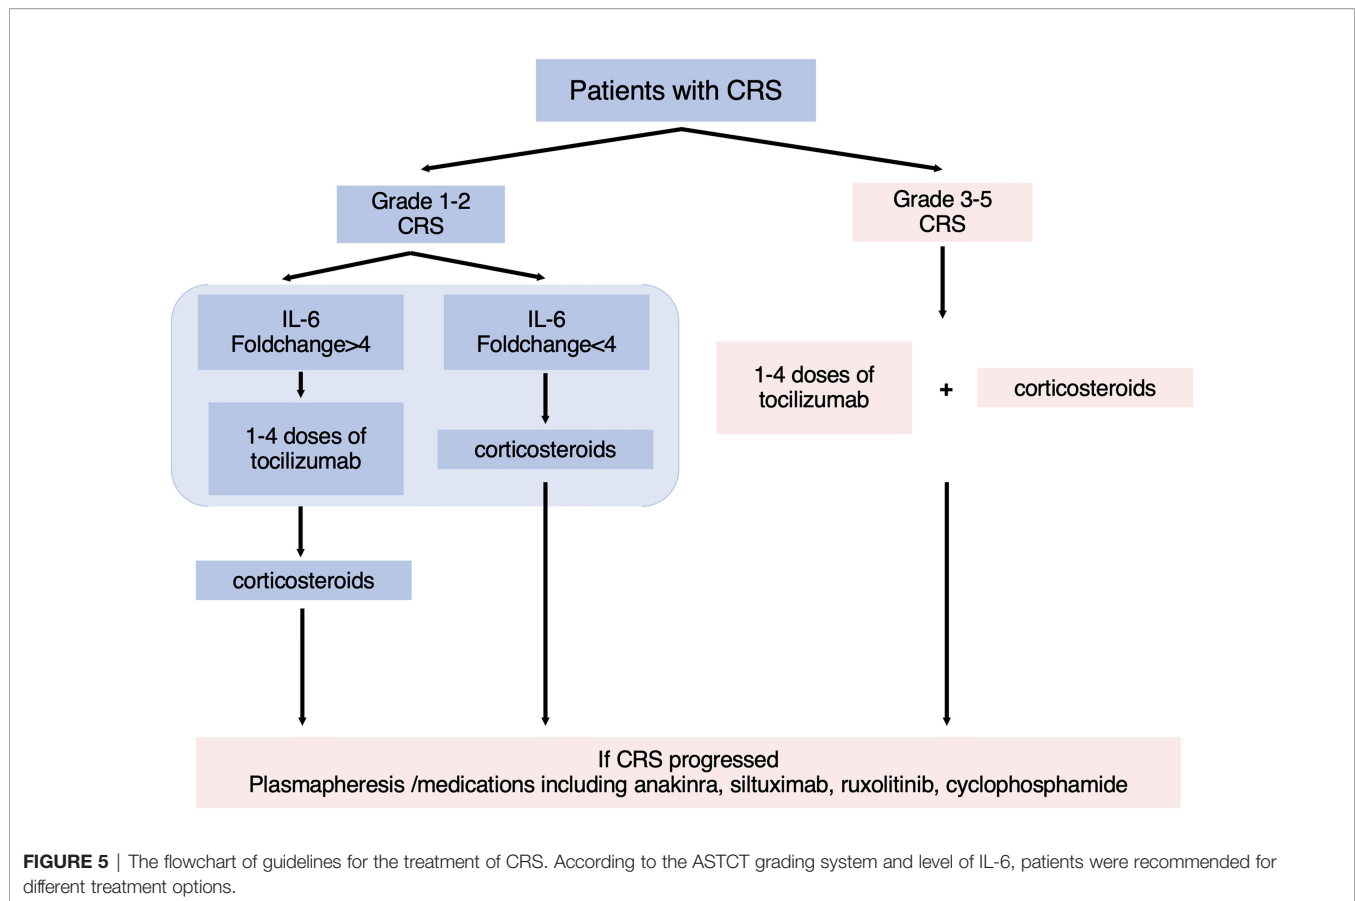 Patients with CRS
Grade 1-2
CRS
Grade 3-5
CRS
IL-6
Foldchange>4
IL-6
Foldchange<4
1-4 doses of
tocilizumab
+
corticosteroids
1-4 doses of
tocilizumab
corticosteroids
corticosteroids
If CRS progressed
Plasmapheresis /medications including anakinra, siltuximab, ruxolitinib, cyclophosphamide
FIGURE 5 | The flowchart of guidelines for the treatment of CRS. According to the ASTCT grading system and level of IL-6, patients were recommended for
different treatment options.